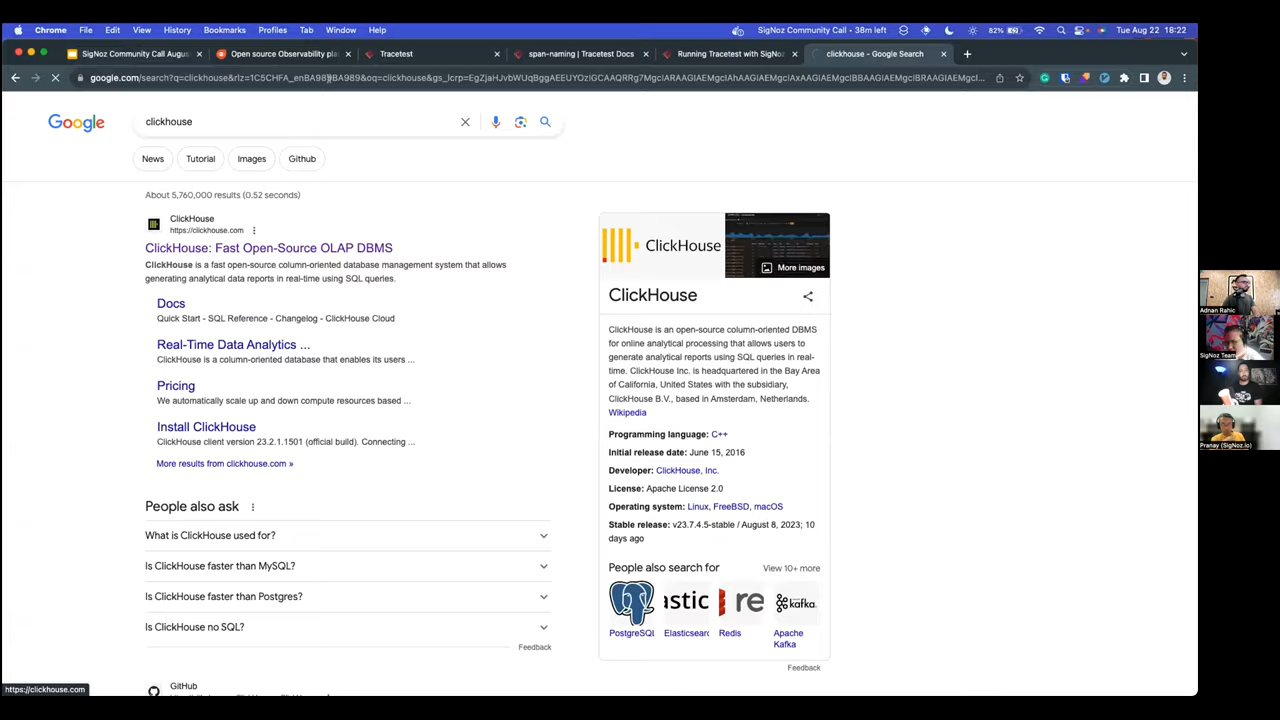 Chrome File Edit View History Bookmarks Profiles Tab Window Help SigNoz Community Call - 38m left 82% Tue Aug 22 18:22
SigNoz Community Call Augus Open source Observability pla Tracetest span-naming | Tracetest Docs Running Tracetest with SigNo clickhouse - Google Search
Google
clickhouse
News Tutorial Images Github
About 5,760,000 results (0.52 seconds)
ClickHouse
https://clickhouse.com
ClickHouse: Fast Open-Source OLAP DBMS
ClickHouse is a fast open-source column-oriented database management system that allows
generating analytical data reports in real-time using SQL queries.
Docs
Quick Start - SQL Reference - Changelog - ClickHouse Cloud
Real-Time Data Analytics ...
ClickHouse is a column-oriented database that enables its users ...
Pricing
We automatically scale up and down compute resources based ...
Install ClickHouse
ClickHouse client version 23.2.1.1501 (official build). Connecting ...
More results from clickhouse.com »
People also ask
What is ClickHouse used for?
Is ClickHouse faster than MySQL?
Is ClickHouse faster than Postgres?
Is ClickHouse no SQL?
Feedback
GitHub
https://clickhouse.com
ClickHouse
More images
ClickHouse
ClickHouse is an open-source column-oriented DBMS
for online analytical processing that allows users to
generate analytical reports using SQL queries in real-
time. ClickHouse Inc. is headquartered in the Bay Area
of California, United States with the subsidiary,
ClickHouse B.V., based in Amsterdam, Netherlands.
Wikipedia
Programming language: C++
Initial release date: June 15, 2016
Developer: ClickHouse, Inc.
License: Apache License 2.0
Operating system: Linux, FreeBSD, macOS
Stable release: v23.7.4.5-stable / August 8, 2023; 10
days ago
People also search for View 10+ more
astic re kafka
PostgreSQL Elasticsearc Redis Apache
Kafka
Feedback
Adnan Rahic
SigNoz Team
Pranay (SigNoz.io)